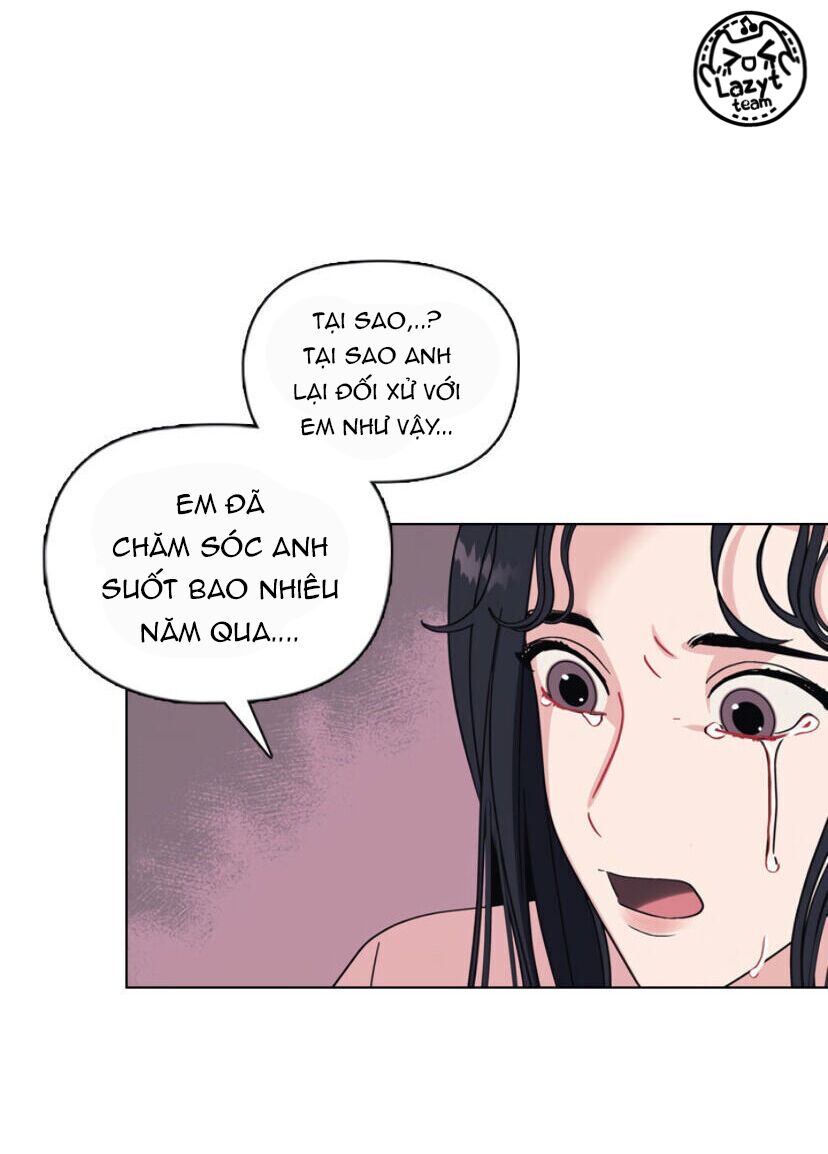 Lazyt
team
TẠI SAO,..?
TẠI SAO ANH
LẠI ĐỐI XỬ VỚI
EM NHƯ VẬY...
EM ĐÃ
CHĂM SÓC ANH
SUỐT BAO NHIÊU
NĂM QUA....